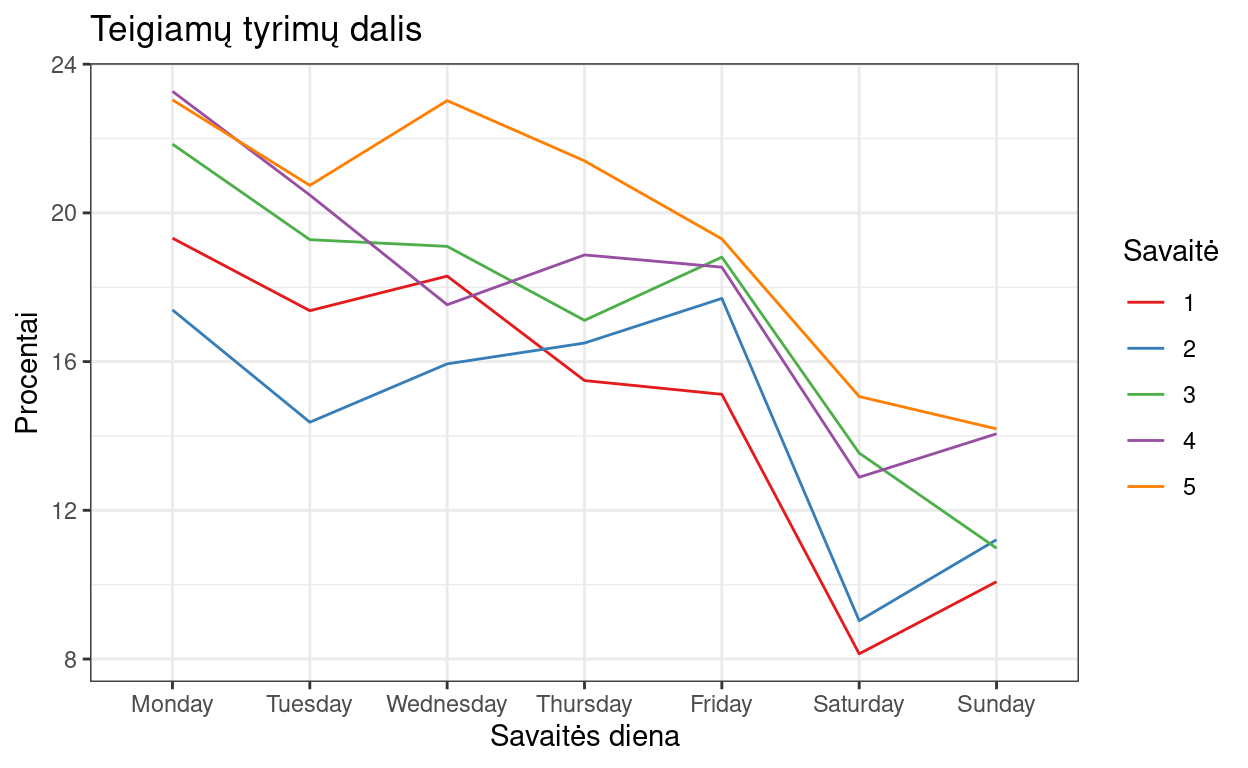 Teigiamų tyrimų dalis
Procentai
24
20
16
12
8
Monday Tuesday Wednesday Thursday Friday Saturday Sunday
Savaitės diena
Savaitė
1
2
3
4
5